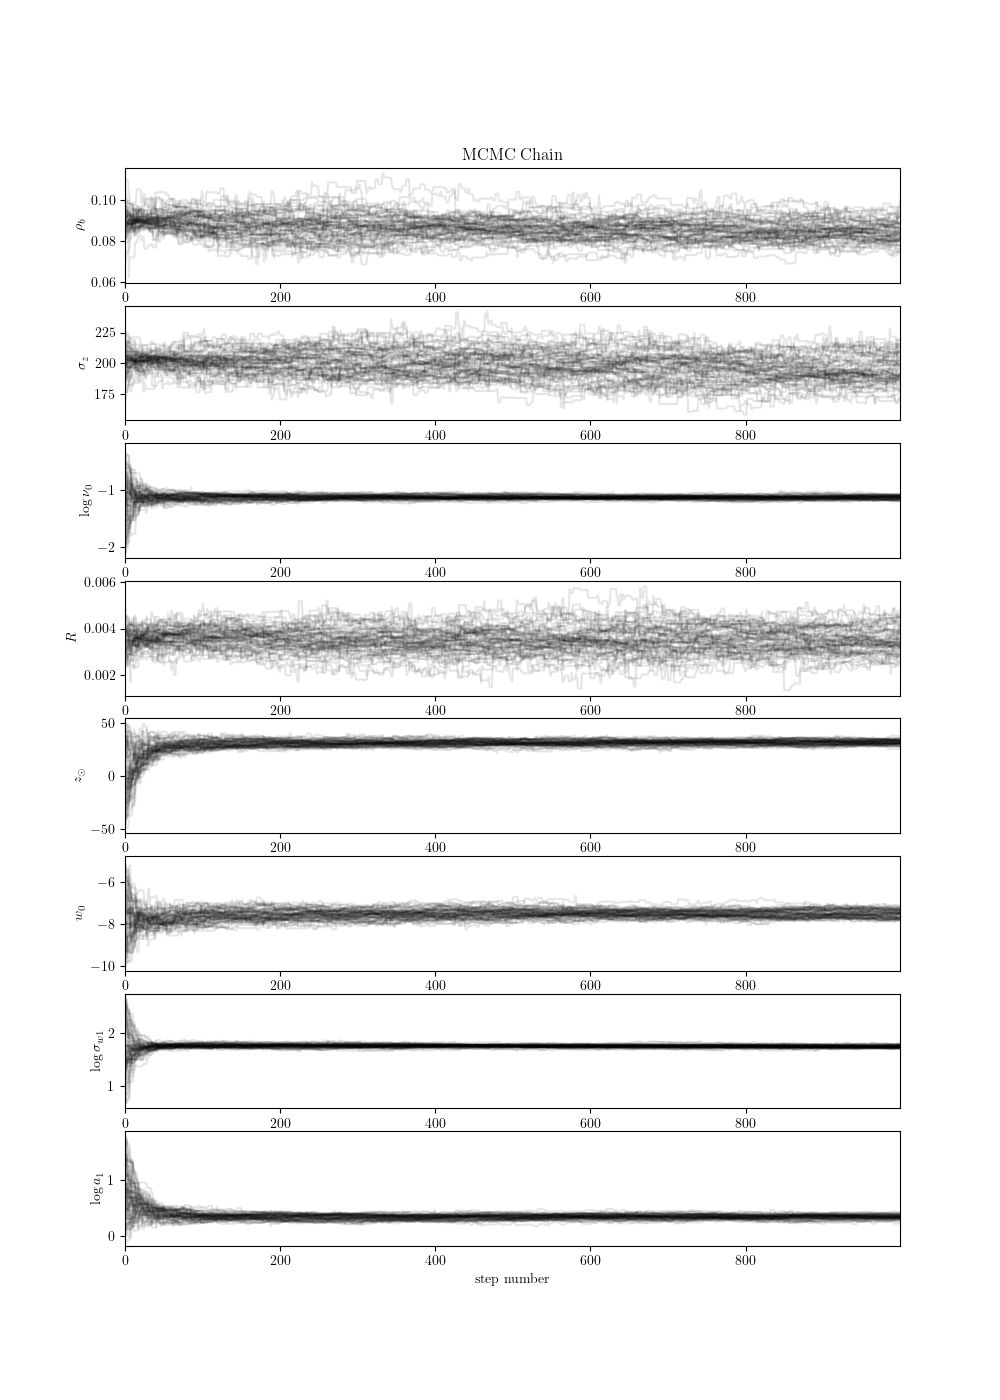 MCMC Chain
0.10
0.08
0.06
ρ_b
0 200 400 600 800
225
200
175
σ_z
0 200 400 600 800
−1
−2
log ν_0
0 200 400 600 800
0.006
0.004
0.002
R
0 200 400 600 800
50
0
−50
z_⊙
0 200 400 600 800
−6
−8
−10
w_0
0 200 400 600 800
2
1
log σ_{w1}
0 200 400 600 800
1
0
log a_1
0 200 400 600 800
step number